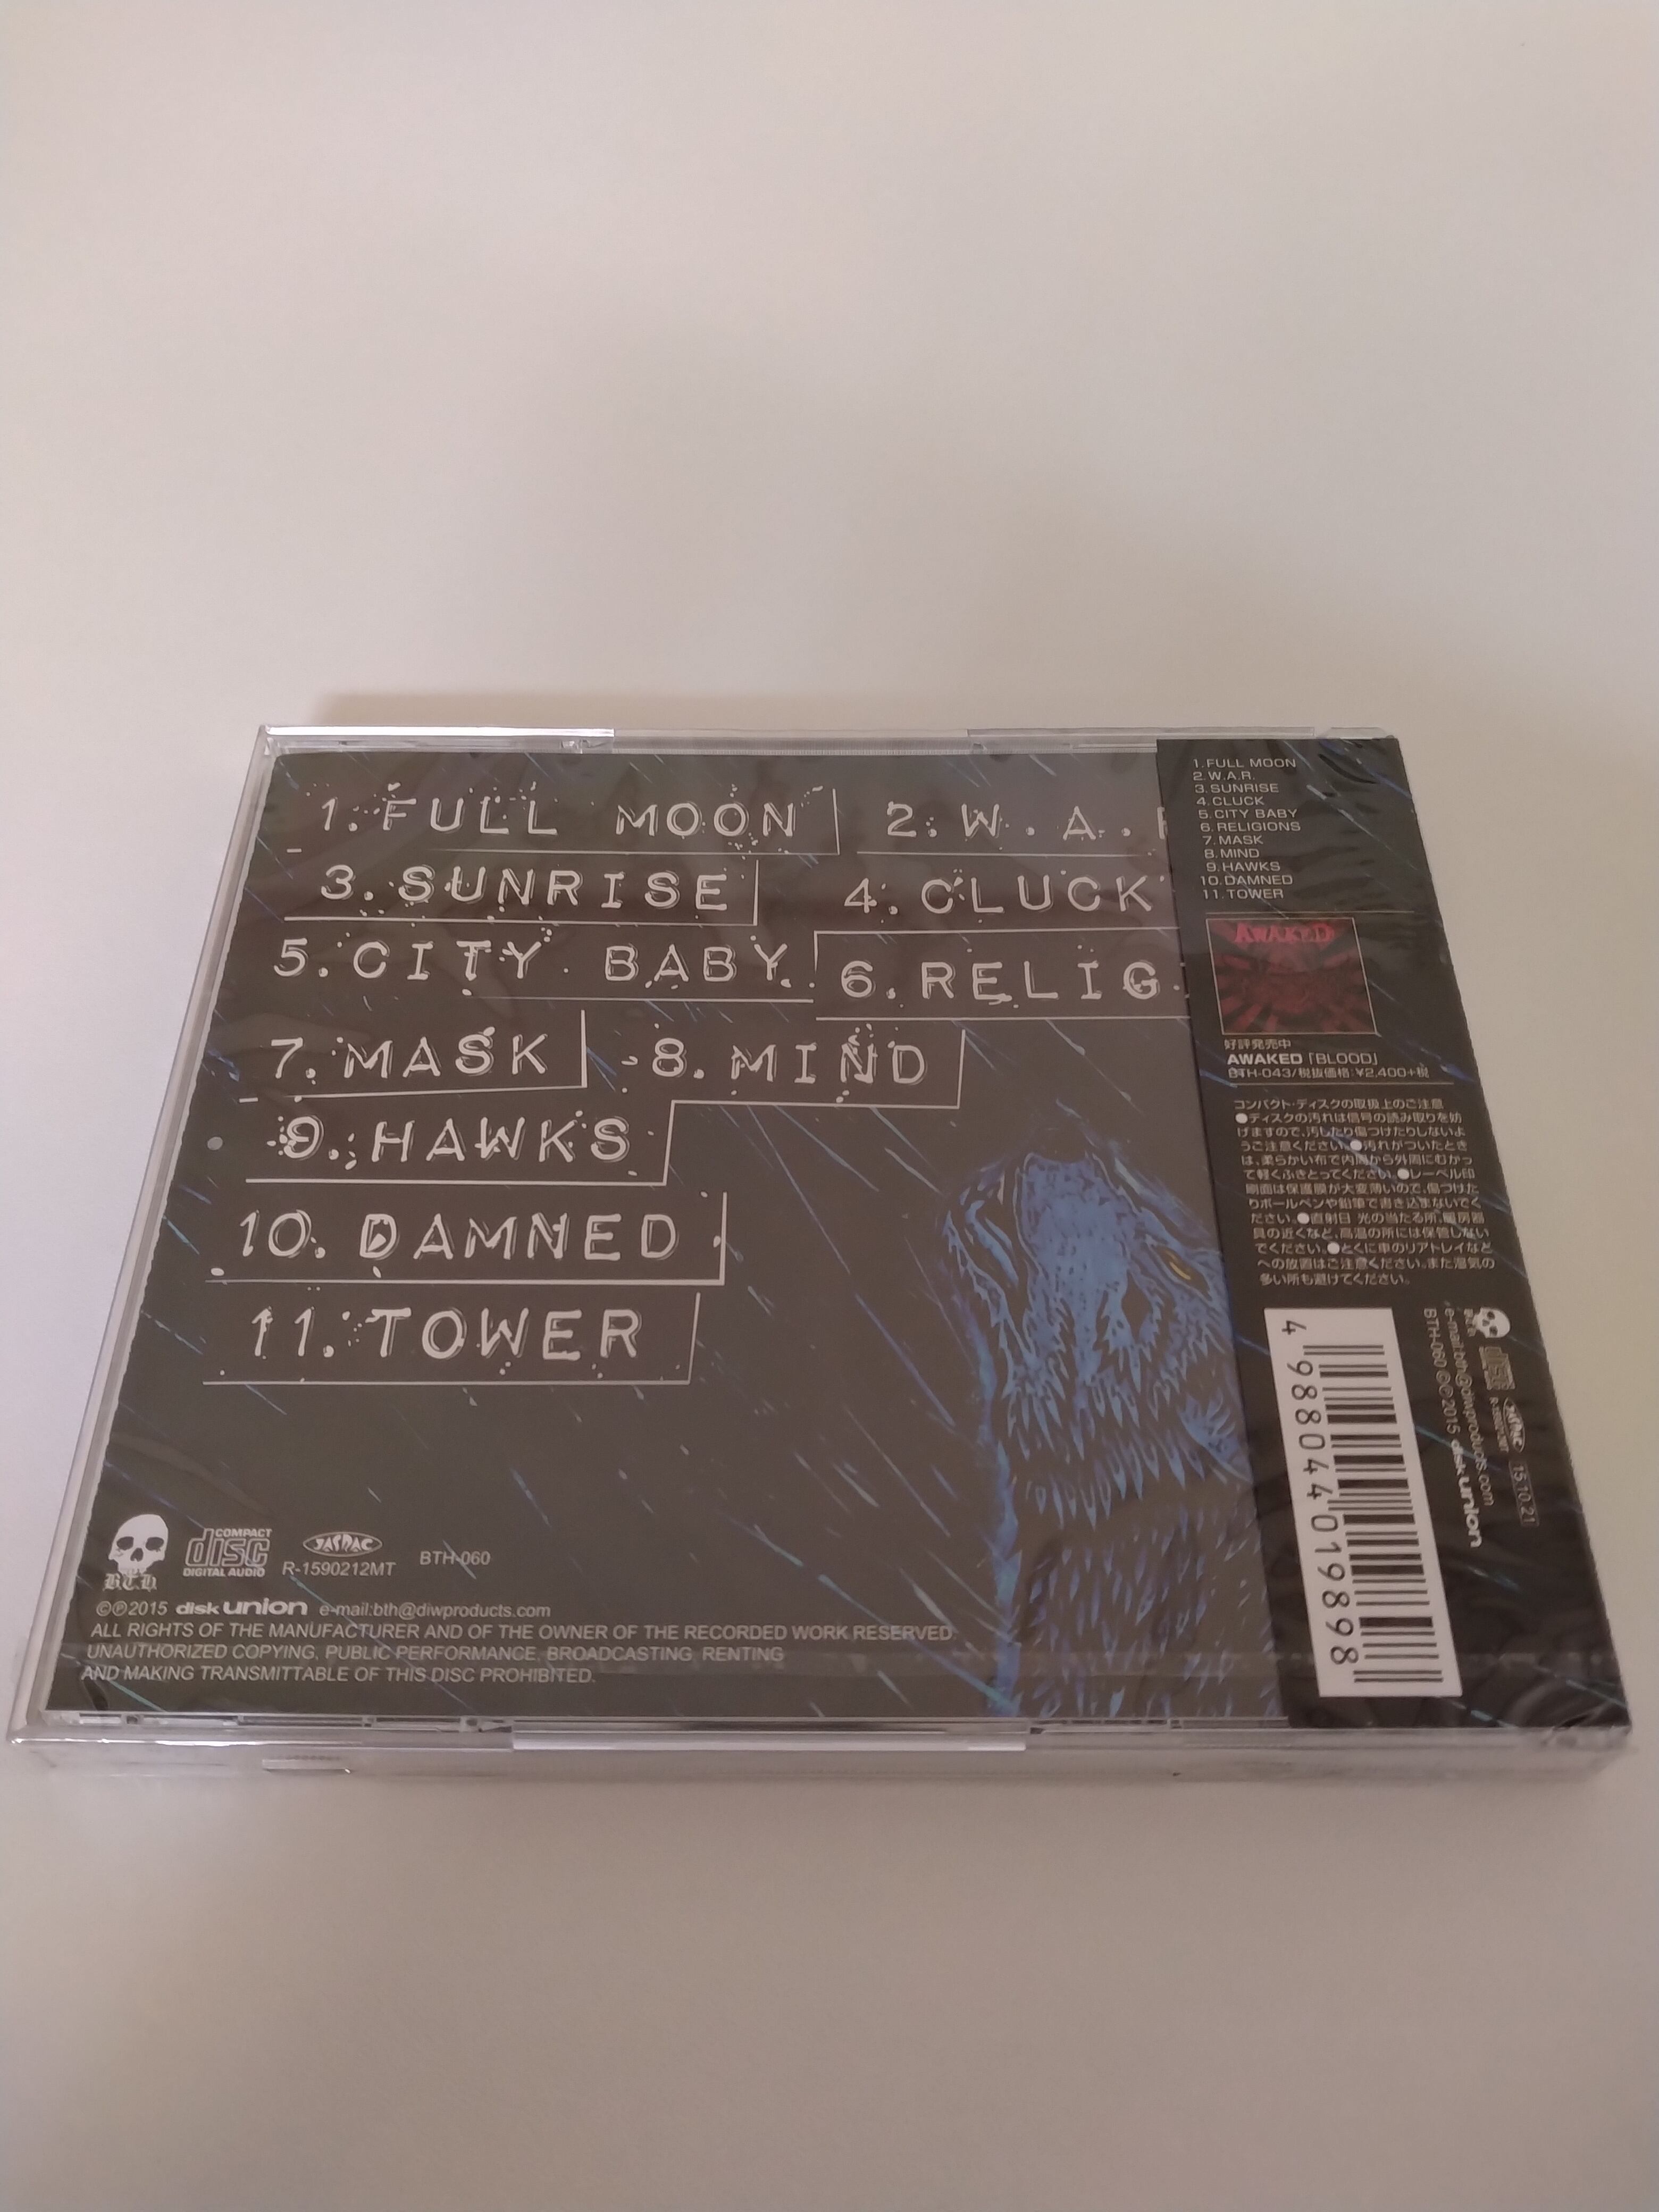 1. FULL MOON
2. W. A.
3. SUNRISE
4. CLUCK
5. CITY BABY
6. RELIG
7. MASK
8. MIND
9. HAWKS
10. DAMNED
11. TOWER
B.T.H.
COMPACT
disc
DIGITAL AUDIO
JASRAC
R-1590212MT
BTH-060
©℗2015 disk union e-mail:bth@diwproducts.com
ALL RIGHTS OF THE MANUFACTURER AND OF THE OWNER OF THE RECORDED WORK RESERVED.
UNAUTHORIZED COPYING, PUBLIC PERFORMANCE, BROADCASTING, RENTING
AND MAKING TRANSMITTABLE OF THIS DISC PROHIBITED.
1.FULL MOON
2.W.A.R.
3.SUNRISE
4.CLUCK
5.CITY BABY
6.RELIGIONS
7.MASK
8.MIND
9.HAWKS
10.DAMNED
11.TOWER
AWAKED
好評発売中
AWAKED「BLOOD」
BTH-043/税抜価格:¥2,400+税
コンパクト・ディスクの取扱上のご注意
●ディスクの汚れは信号の読み取りを妨
げますので、汚したり傷つけたりしないよ
うご注意ください。●汚れがついたとき
は、柔らかい布で内周から外周にむかっ
て軽くふきとってください。●レーベル印
刷面は保護膜が大変薄いので、傷つけた
りボールペンや鉛筆で書き込まないでく
ださい。●直射日光の当たる所、暖房器
具の近くなど、高温の所には保管しない
でください。●とくに車のリアトレイなど
への放置はご注意ください。また湿気の
多い所も避けてください。
4 988044 019898
disc
JASRAC
R-1590212MT
15.10.21
e-mail:bth@diwproducts.com
BTH-060 ©℗2015 disk union